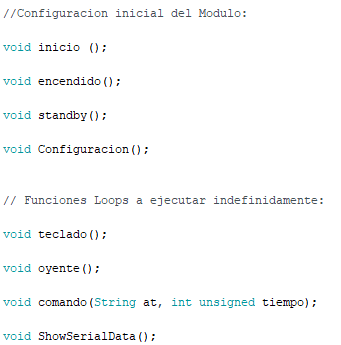 //Configuracion inicial del Modulo:
void inicio ();
void encendido();
void standby();
void Configuracion();
// Funciones Loops a ejecutar indefinidamente:
void teclado();
void oyente();
void comando(String at, int unsigned tiempo);
void ShowSerialData();